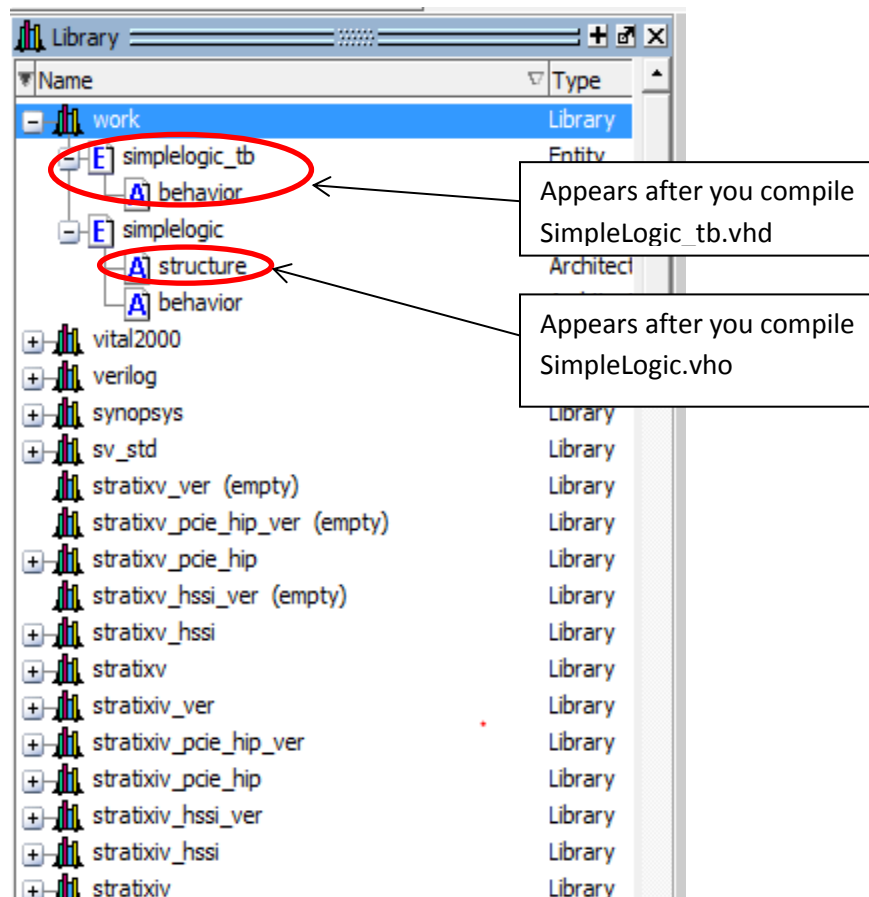 Library
Name Type
work Library
simplelogic_tb Entity
behavior
Appears after you compile
SimpleLogic_tb.vhd
simplelogic
structure Architect
behavior
Appears after you compile
SimpleLogic.vho
vital2000
verilog
synopsys Library
sv_std Library
stratixv_ver (empty) Library
stratixv_pcie_hip_ver (empty) Library
stratixv_pcie_hip Library
stratixv_hssi_ver (empty) Library
stratixv_hssi Library
stratixv Library
stratixiv_ver Library
stratixiv_pcie_hip_ver Library
stratixiv_pcie_hip Library
stratixiv_hssi_ver Library
stratixiv_hssi Library
stratixiv Library